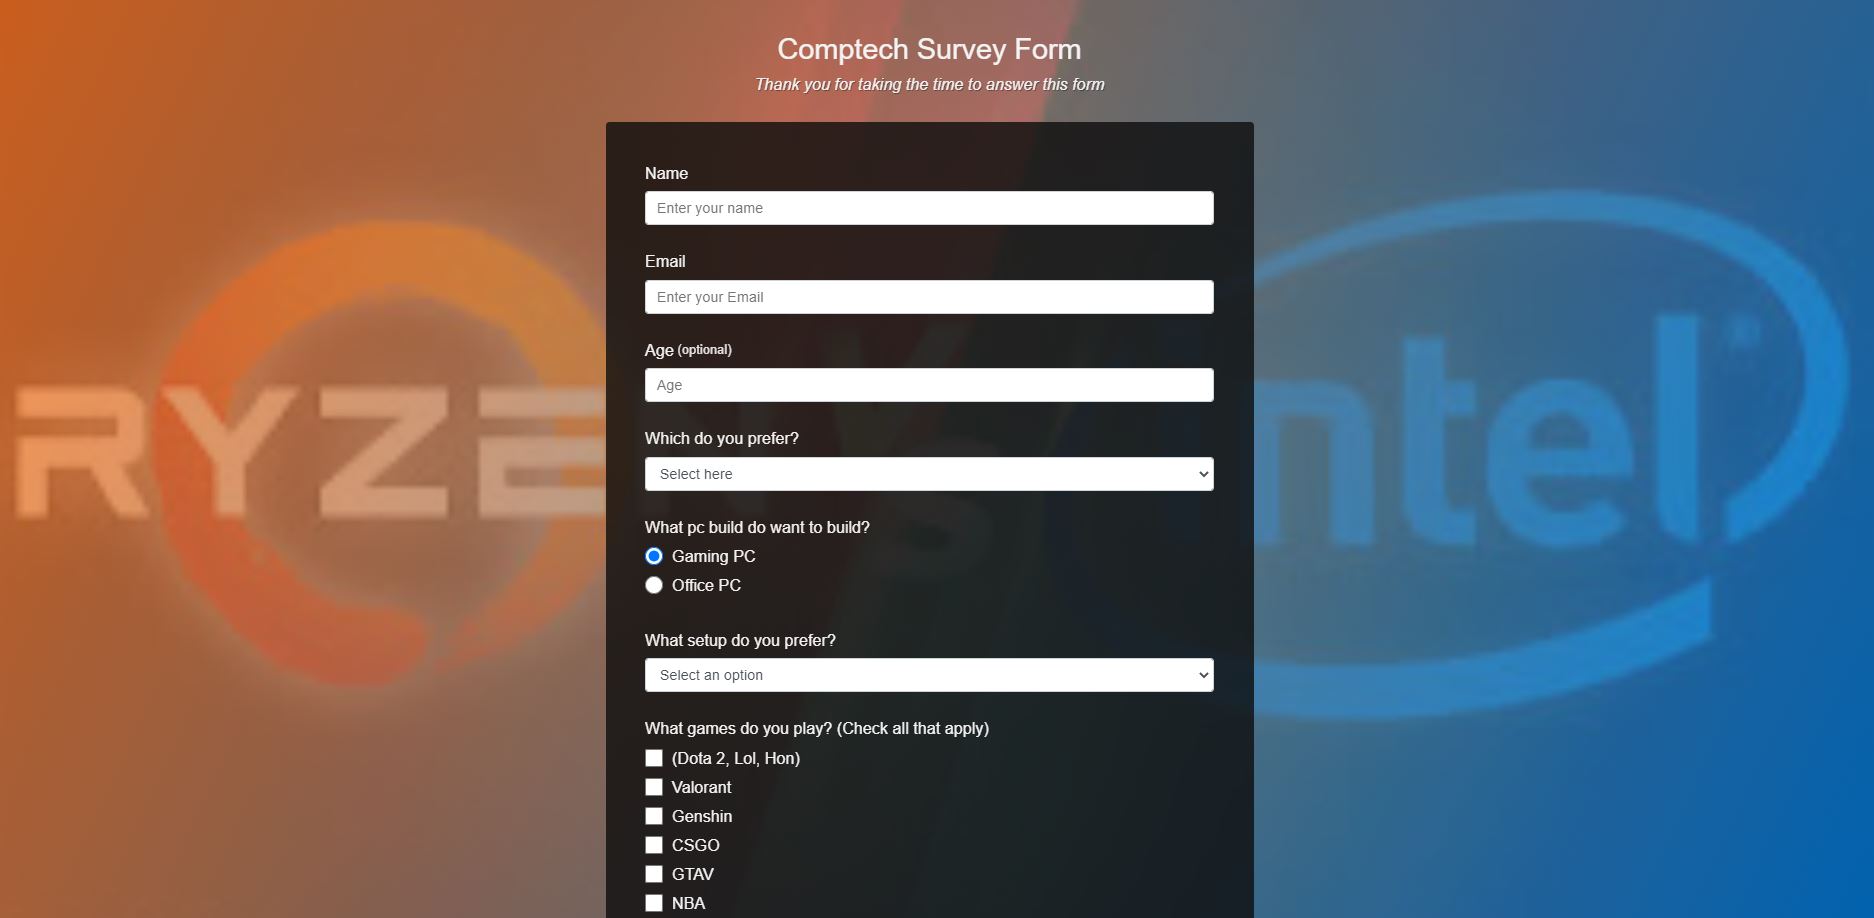 Comptech Survey Form
Thank you for taking the time to answer this form
Name
Enter your name
Email
Enter your Email
Age (optional)
Age
Which do you prefer?
Select here
What pc build do want to build?
Gaming PC
Office PC
What setup do you prefer?
Select an option
What games do you play? (Check all that apply)
(Dota 2, Lol, Hon)
Valorant
Genshin
CSGO
GTAV
NBA
RYZEN
VS
intel®